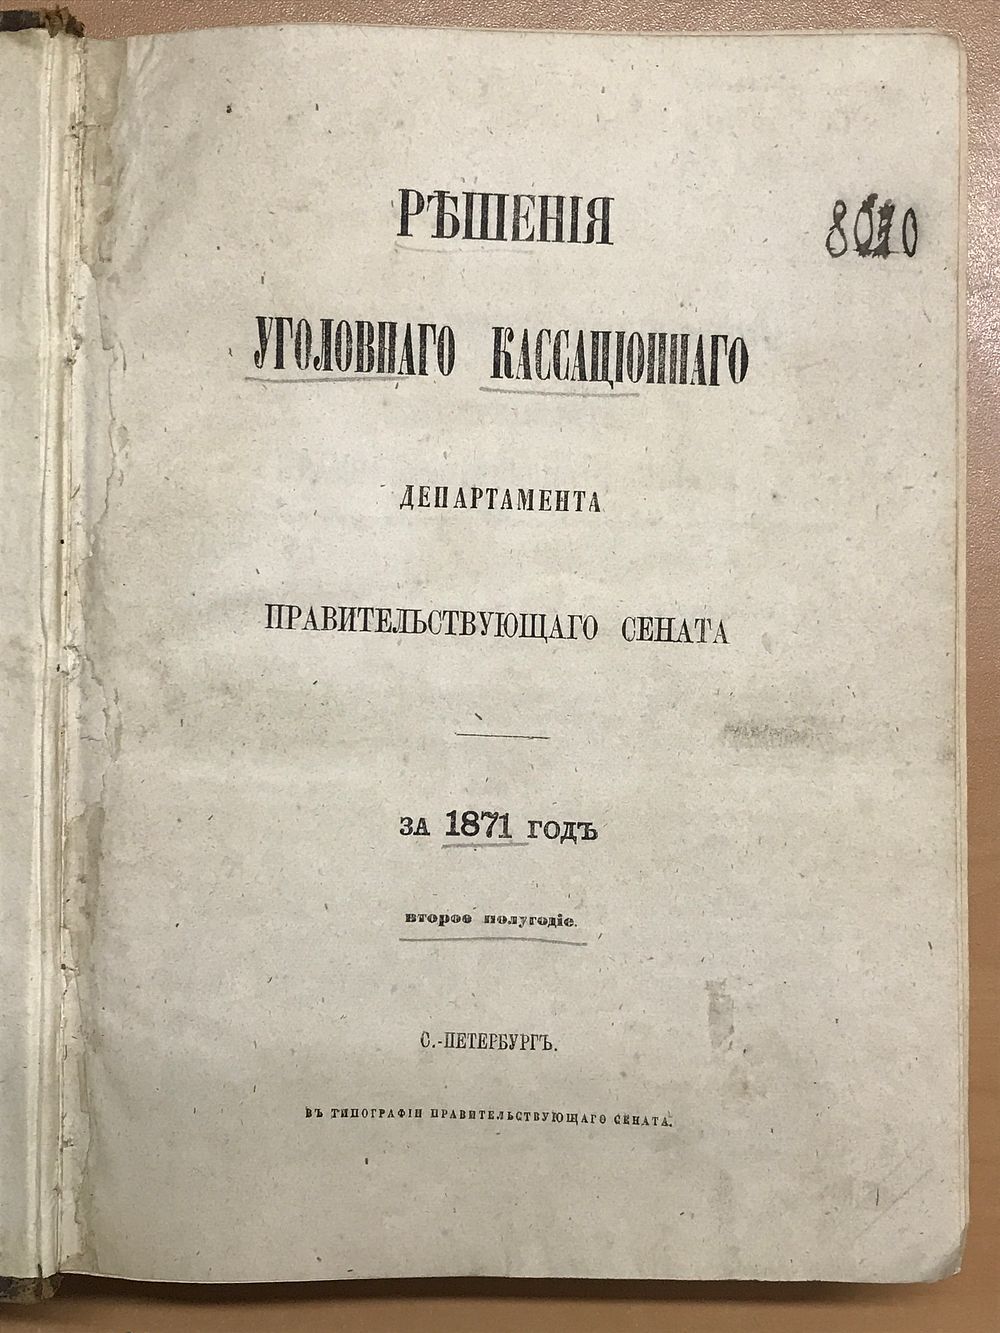 РѢШЕНІЯ
УГОЛОВНАГО КАССАЦІОННАГО
ДЕПАРТАМЕНТА
ПРАВИТЕЛЬСТВУЮЩАГО СЕНАТА
ЗА 1871 ГОДЪ
второе полугодіе.
С.-ПЕТЕРБУРГЪ.
ВЪ ТИПОГРАФІИ ПРАВИТЕЛЬСТВУЮЩАГО СЕНАТА.